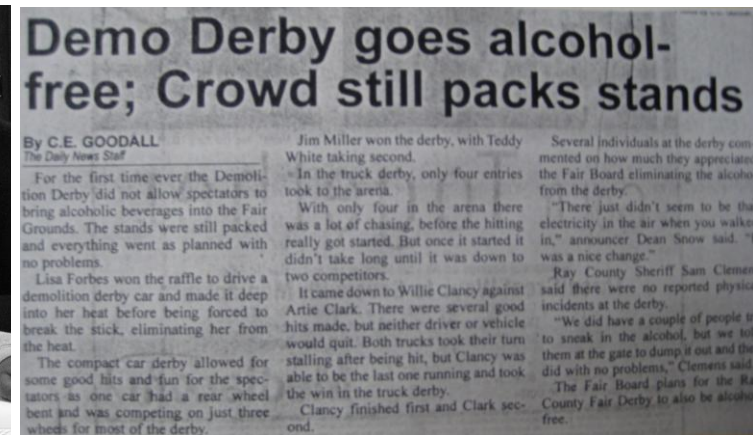 Demo Derby goes alcohol-
free; Crowd still packs stands
By C.E. GOODALL
The Daily News Staff
For the first time ever the Demoli-
tion Derby did not allow spectators to
bring alcoholic beverages into the Fair
Grounds. The stands were still packed
and everything went as planned with
no problems.
Lisa Forbes won the raffle to drive a
demolition derby car and made it deep
into her heat before being forced to
break the stick, eliminating her from
the heat.
The compact car derby allowed for
some good hits and fun for the spec-
tators as one car had a rear wheel
bent and was competing on just three
wheels for most of the derby.
Jim Miller won the derby, with Teddy
White taking second.
In the truck derby, only four entries
took to the arena.
With only four in the arena there
was a lot of chasing, before the hitting
really got started. But once it started it
didn't take long until it was down to
two competitors.
It came down to Willie Clancy against
Artie Clark. There were several good
hits made, but neither driver or vehicle
would quit. Both trucks took their turn
stalling after being hit, but Clancy was
able to be the last one running and took
the win in the truck derby.
Clancy finished first and Clark sec-
ond.
Several individuals at the derby com
mented on how much they appreciate
the Fair Board eliminating the alcoho
from the derby.
"There just didn't seem to be tha
electricity in the air when you walke
in," announcer Dean Snow said. "
was a nice change."
Ray County Sheriff Sam Clemen
said there were no reported physica
incidents at the derby.
"We did have a couple of people
to sneak in the alcohol, but we tol
them at the gate to dump it out and the
did with no problems," Clemens said
The Fair Board plans for the Ra
County Fair Derby to also be alcoho
free.